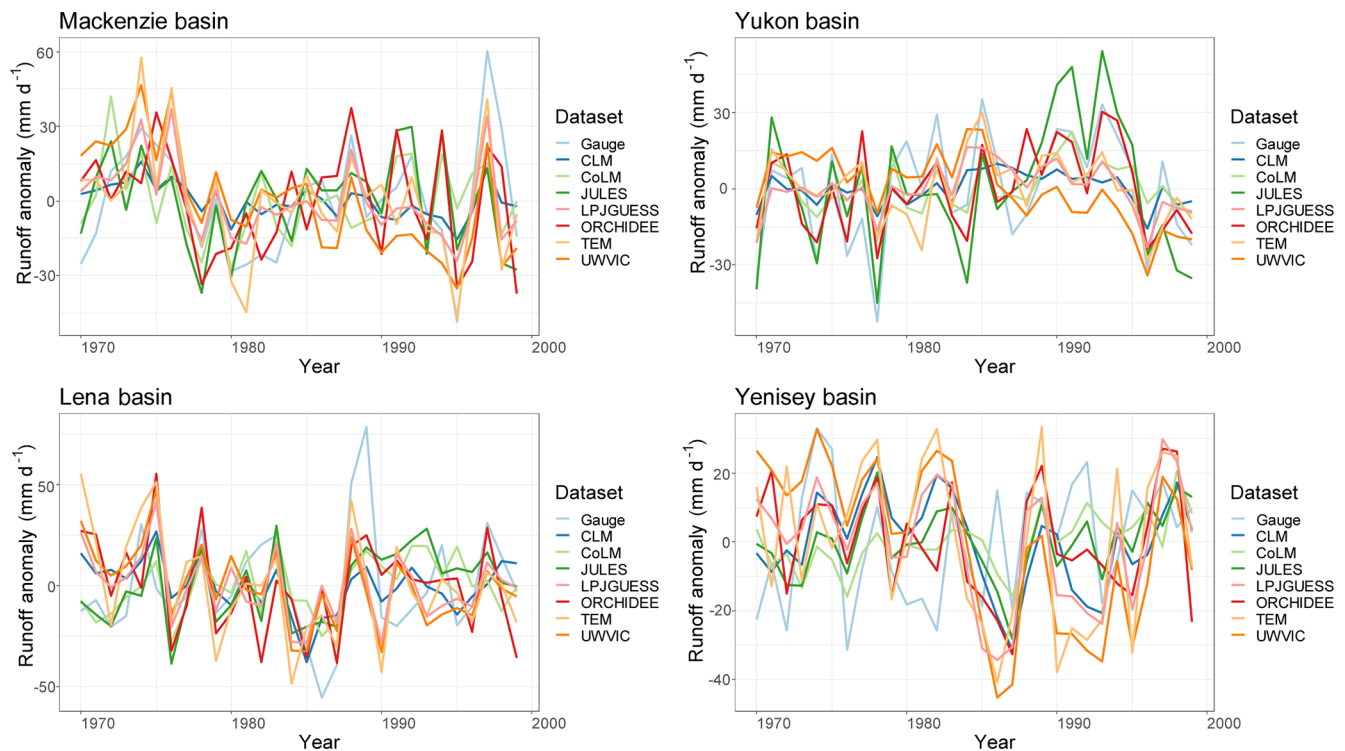 Mackenzie basin
Runoff anomaly (mm d⁻¹)
60
30
0
-30
1970 1980 1990 2000
Year
Dataset
Gauge
CLM
CoLM
JULES
LPJGUESS
ORCHIDEE
TEM
UWVIC
Yukon basin
Runoff anomaly (mm d⁻¹)
30
0
-30
1970 1980 1990 2000
Year
Dataset
Gauge
CLM
CoLM
JULES
LPJGUESS
ORCHIDEE
TEM
UWVIC
Lena basin
Runoff anomaly (mm d⁻¹)
50
0
-50
1970 1980 1990 2000
Year
Dataset
Gauge
CLM
CoLM
JULES
LPJGUESS
ORCHIDEE
TEM
UWVIC
Yenisey basin
Runoff anomaly (mm d⁻¹)
20
0
-20
-40
1970 1980 1990 2000
Year
Dataset
Gauge
CLM
CoLM
JULES
LPJGUESS
ORCHIDEE
TEM
UWVIC